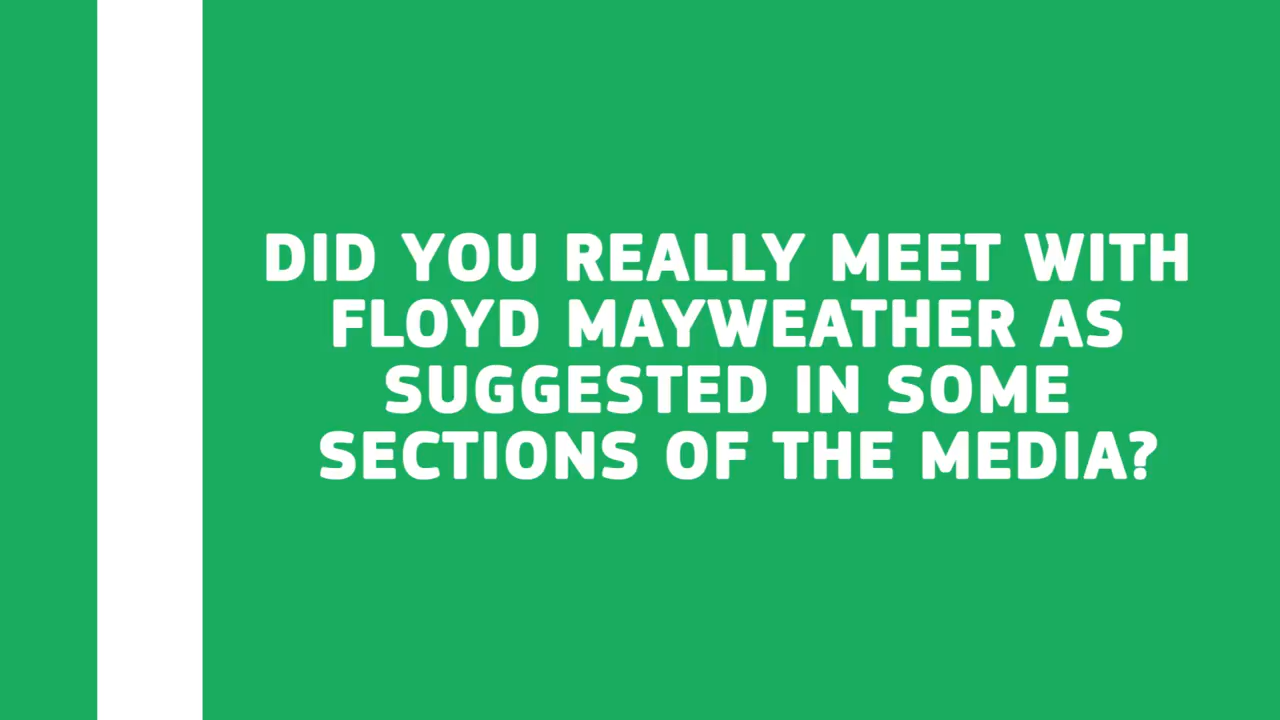 DID YOU REALLY MEET WITH
FLOYD MAYWEATHER AS
SUGGESTED IN SOME
SECTIONS OF THE MEDIA?